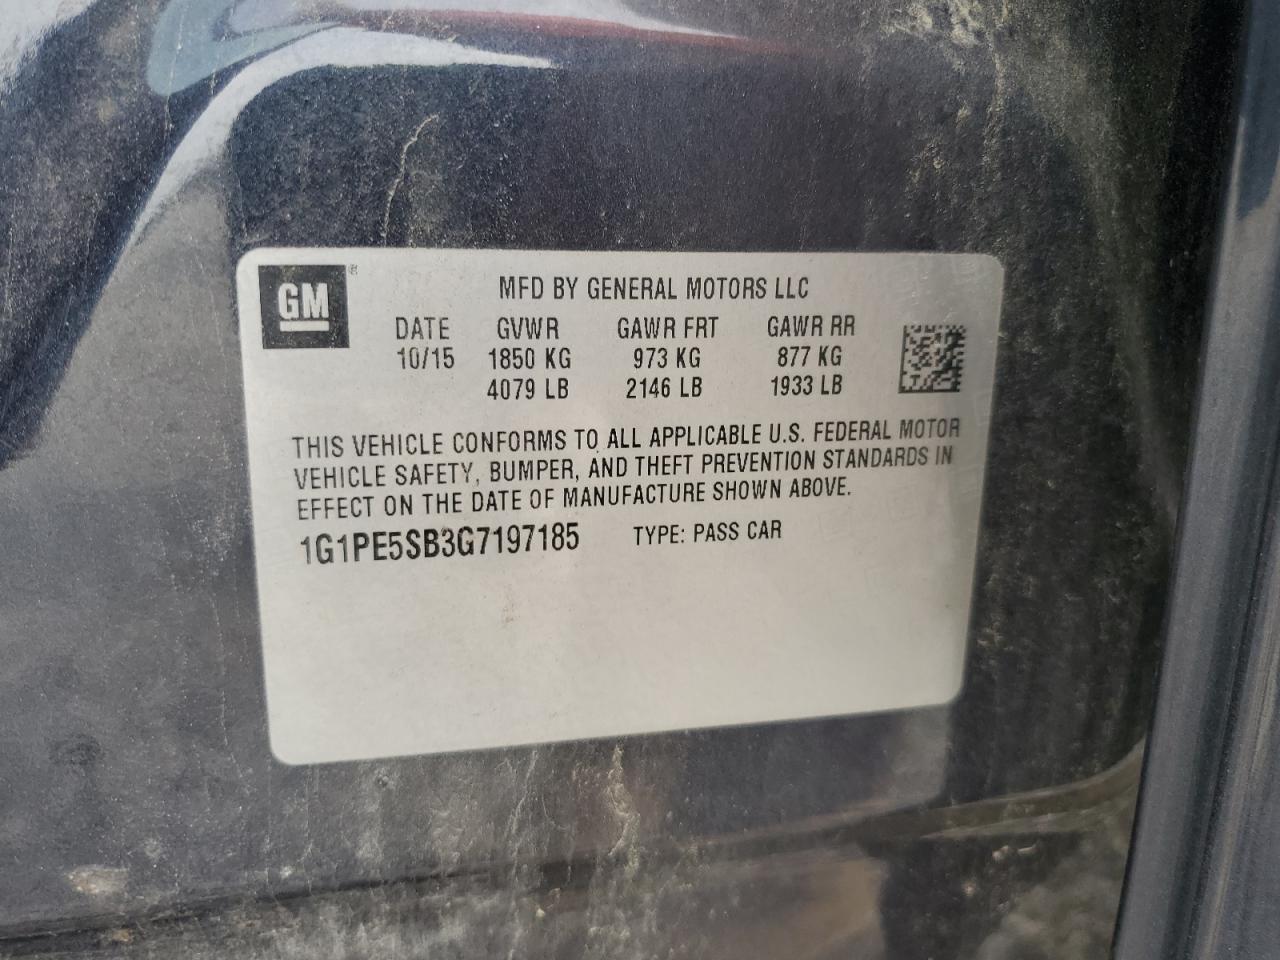 GM
MFD BY GENERAL MOTORS LLC
DATE GVWR GAWR FRT GAWR RR
10/15 1850 KG 973 KG 877 KG
4079 LB 2146 LB 1933 LB
THIS VEHICLE CONFORMS TO ALL APPLICABLE U.S. FEDERAL MOTOR
VEHICLE SAFETY, BUMPER, AND THEFT PREVENTION STANDARDS IN
EFFECT ON THE DATE OF MANUFACTURE SHOWN ABOVE.
1G1PE5SB3G7197185 TYPE: PASS CAR